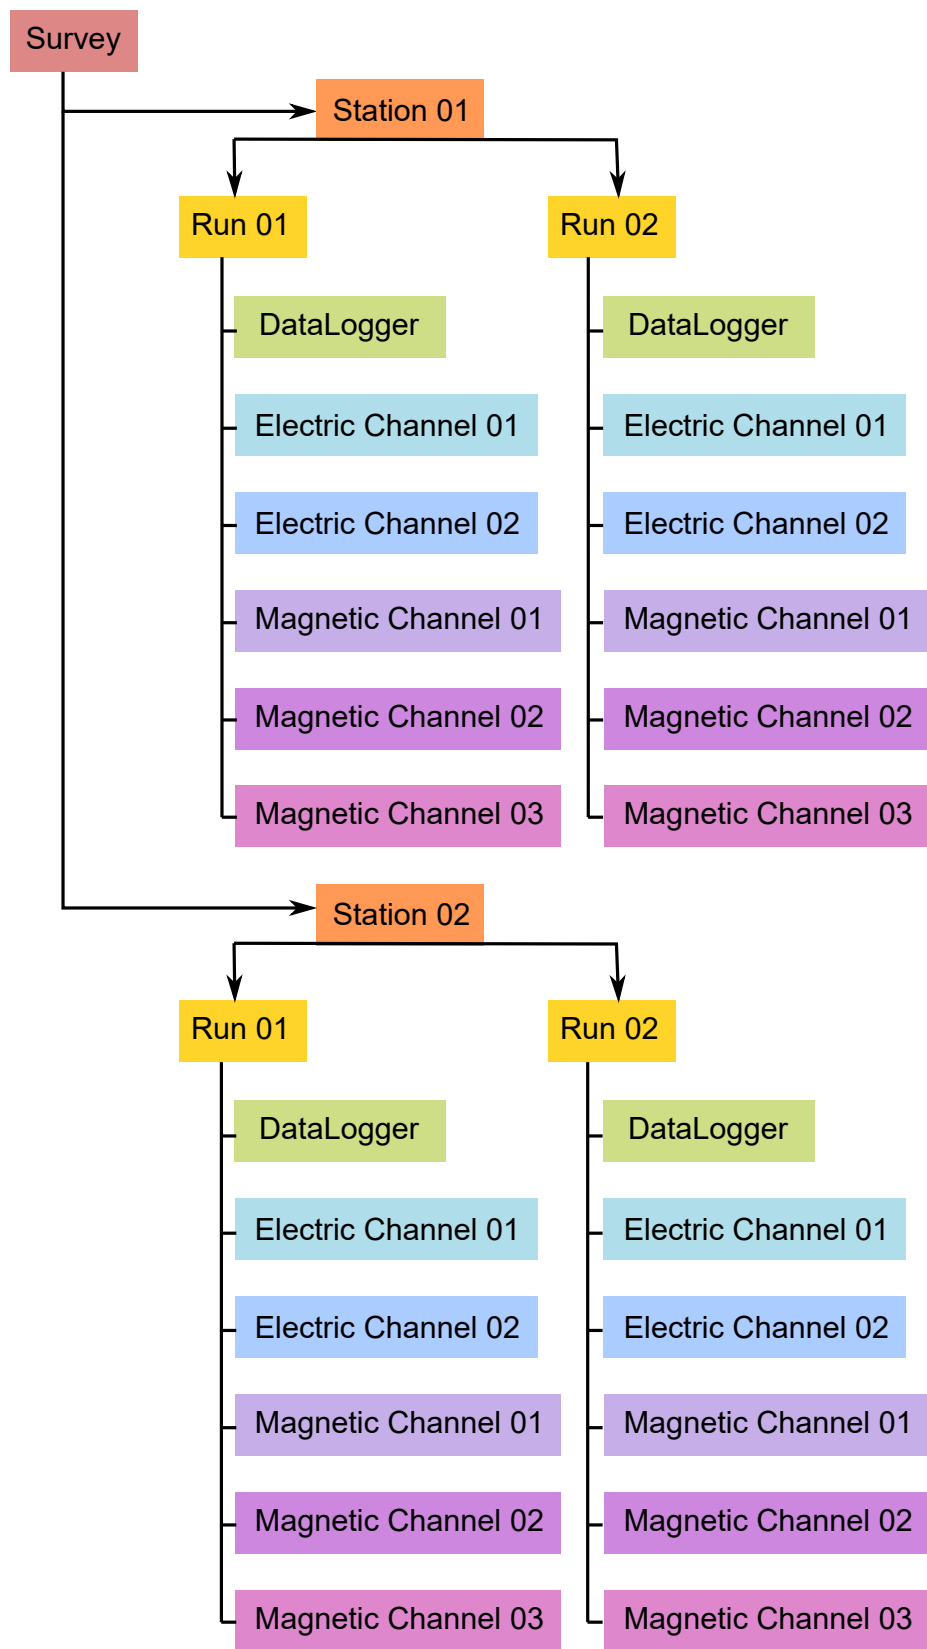 Survey
Station 01
Run 01
DataLogger
Electric Channel 01
Electric Channel 02
Magnetic Channel 01
Magnetic Channel 02
Magnetic Channel 03
Run 02
DataLogger
Electric Channel 01
Electric Channel 02
Magnetic Channel 01
Magnetic Channel 02
Magnetic Channel 03
Station 02
Run 01
DataLogger
Electric Channel 01
Electric Channel 02
Magnetic Channel 01
Magnetic Channel 02
Magnetic Channel 03
Run 02
DataLogger
Electric Channel 01
Electric Channel 02
Magnetic Channel 01
Magnetic Channel 02
Magnetic Channel 03